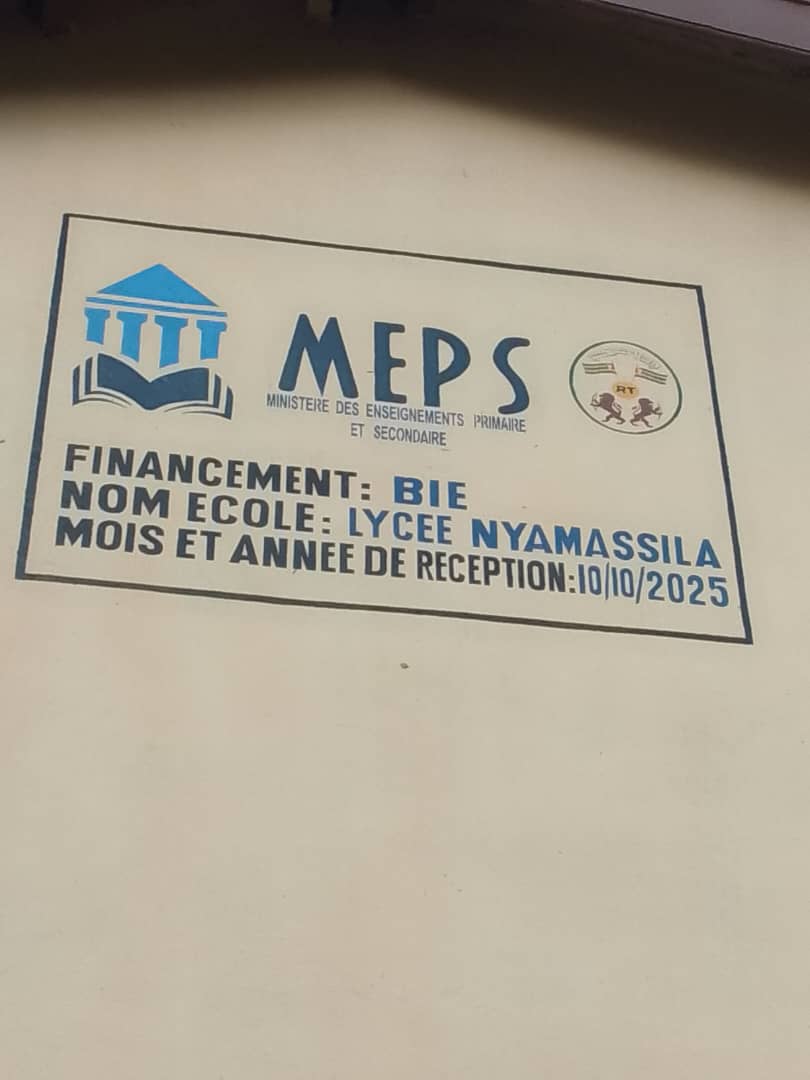 MEPS
MINISTERE DES ENSEIGNEMENTS PRIMAIRE
ET SECONDAIRE
RT
FINANCEMENT: BIE
NOM ECOLE: LYCEE NYAMASSILA
MOIS ET ANNEE DE RECEPTION:10/10/2025